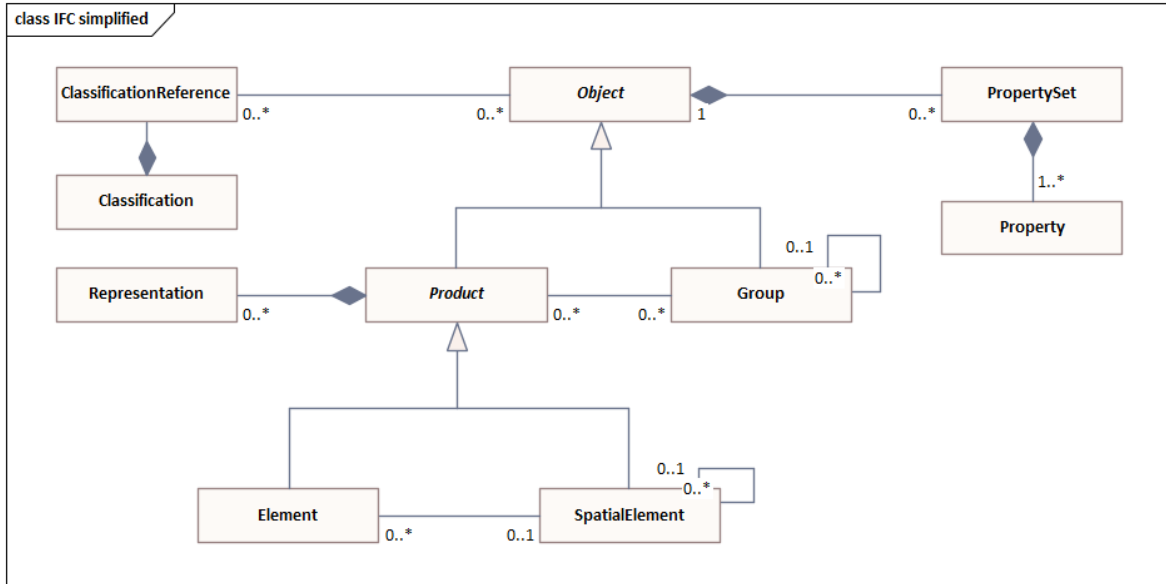 class IFC simplified
ClassificationReference
0..*
0..*
Object
1
0..*
PropertySet
Classification
1..*
Property
Representation
0..*
Product
0..*
0..*
Group
0..1
0..*
Element
0..*
0..1
SpatialElement
0..1
0..*